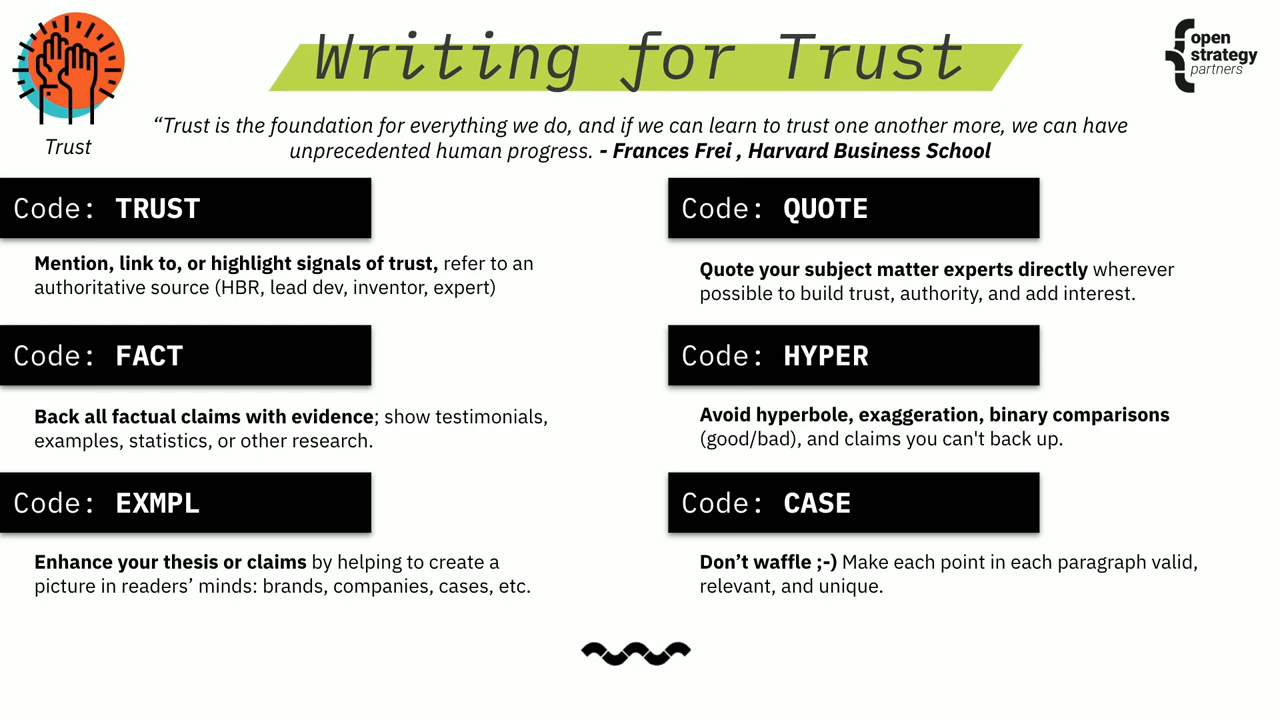 Writing for Trust
open
strategy
partners
Trust
“Trust is the foundation for everything we do, and if we can learn to trust one another more, we can have
unprecedented human progress. - Frances Frei , Harvard Business School
Code: TRUST
Mention, link to, or highlight signals of trust, refer to an
authoritative source (HBR, lead dev, inventor, expert)
Code: QUOTE
Quote your subject matter experts directly wherever
possible to build trust, authority, and add interest.
Code: FACT
Back all factual claims with evidence; show testimonials,
examples, statistics, or other research.
Code: HYPER
Avoid hyperbole, exaggeration, binary comparisons
(good/bad), and claims you can't back up.
Code: EXMPL
Enhance your thesis or claims by helping to create a
picture in readers’ minds: brands, companies, cases, etc.
Code: CASE
Don’t waffle ;-) Make each point in each paragraph valid,
relevant, and unique.